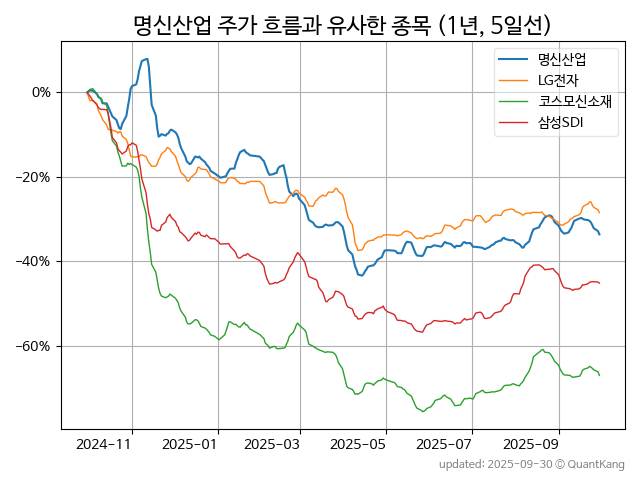 명신산업 주가 흐름과 유사한 종목 (1년, 5일선)
명신산업
LG전자
코스모신소재
삼성SDI
0%
−20%
−40%
−60%
2024−11 2025−01 2025−03 2025−05 2025−07 2025−09
updated: 2025-09-30 © QuantKang